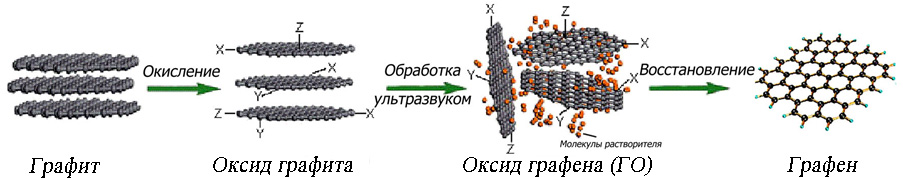 Окисление
Обработка
ультразвуком
Восстановление
Z
X
X
Y
Z
X
Y
Z
X
Y
X
X
Y
Z
Молекулы растворителя
Графит
Оксид графита
Оксид графена (ГО)
Графен